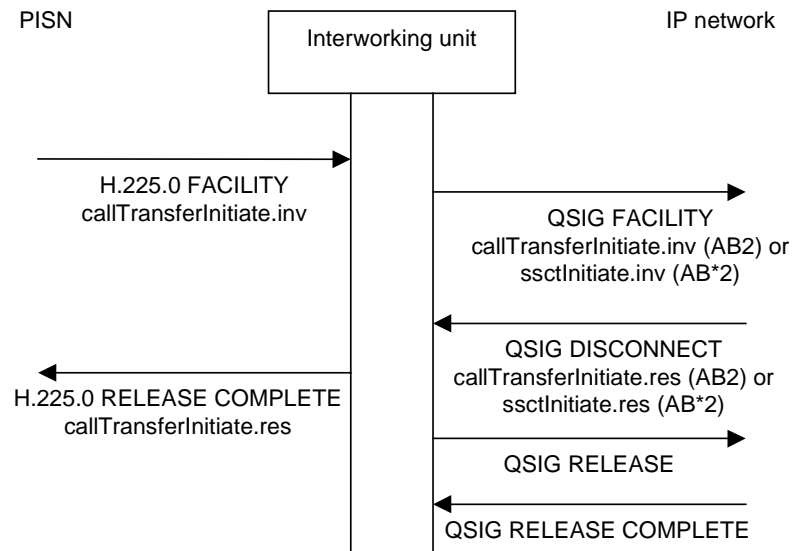 PISN
Interworking unit
IP network
H.225.0 FACILITY
callTransferInitiate.inv
QSIG FACILITY
callTransferInitiate.inv (AB2) or
ssctInitiate.inv (AB*2)
QSIG DISCONNECT
callTransferInitiate.res (AB2) or
ssctInitiate.res (AB*2)
H.225.0 RELEASE COMPLETE
callTransferInitiate.res
QSIG RELEASE
QSIG RELEASE COMPLETE